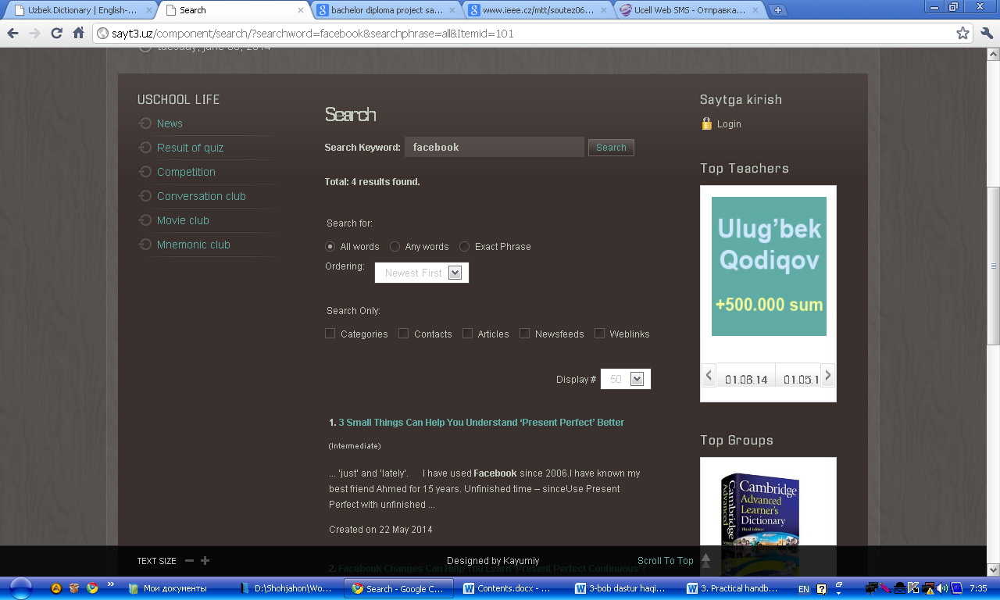 Uzbek Dictionary | English-...
Search
bachelor diploma project sa...
www.ieee.cz/mtt/soutez06...
Ucell Web SMS - Отправка...
sayt3.uz/component/search/?searchword=facebook&searchphrase=all&Itemid=101
USCHOOL LIFE
News
Result of quiz
Competition
Conversation club
Movie club
Mnemonic club
Search
Search Keyword: facebook Search
Total: 4 results found.
Search for:
All words Any words Exact Phrase
Ordering: Newest First
Search Only:
Categories Contacts Articles Newsfeeds Weblinks
Display # 50
1. 3 Small Things Can Help You Understand ‘Present Perfect’ Better
(Intermediate)
... 'just' and 'lately'. I have used Facebook since 2006.I have known my
best friend Ahmed for 15 years. Unfinished time – sinceUse Present
Perfect with unfinished ...
Created on 22 May 2014
2. Facebook Changes Can Help You Learn 'Present Perfect Continuous'?
Saytga kirish
Login
Top Teachers
Ulug’bek
Qodiqov
+500.000 sum
01.06.14 01.05.1
Top Groups
Cambridge
Advanced
Learner's
Dictionary
Third Edition
Cambridge
TEXT SIZE
Designed by Kayumiy
Scroll To Top
Мои документы
D:\Shohjahon\Wo...
Search - Google C...
Contents.docx - ...
3-bob dastur haqi...
3. Practical handb...
EN
7:35